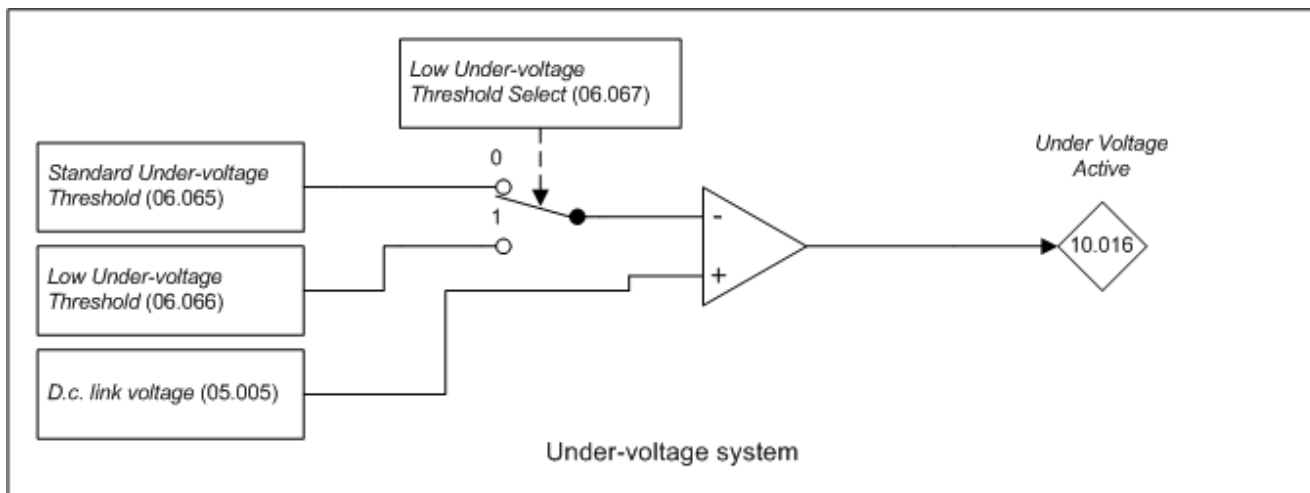 Low Under-voltage
Threshold Select (06.067)
0
Standard Under-voltage
Threshold (06.065)
1
Low Under-voltage
Threshold (06.066)
D.c. link voltage (05.005)
-
+
Under Voltage
Active
10.016
Under-voltage system